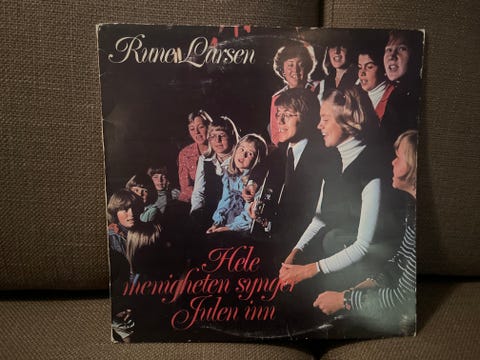 Rune Larsen
Hele
menigheten synger
Julen inn